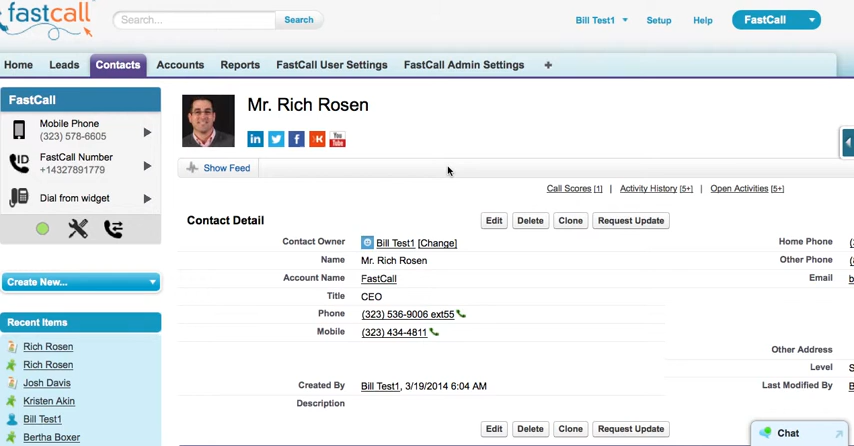 fastcall
Search...
Search
Bill Test1
Setup
Help
FastCall
Home
Leads
Contacts
Accounts
Reports
FastCall User Settings
FastCall Admin Settings
+
FastCall
Mobile Phone
(323) 578-6605
ID
FastCall Number
+14327891779
Dial from widget
Create New...
Recent Items
Rich Rosen
Rich Rosen
Josh Davis
Kristen Akin
Bill Test1
Bertha Boxer
Mr. Rich Rosen
in
You
Tube
Show Feed
Call Scores [1] | Activity History [5+] | Open Activities [5+]
Contact Detail
Edit
Delete
Clone
Request Update
Contact Owner Bill Test1 [Change]
Name Mr. Rich Rosen
Account Name FastCall
Title CEO
Phone (323) 536-9006 ext55
Mobile (323) 434-4811
Created By Bill Test1, 3/19/2014 6:04 AM
Description
Home Phone
Other Phone
Email
Other Address
Level
Last Modified By
Edit
Delete
Clone
Request Update
Chat